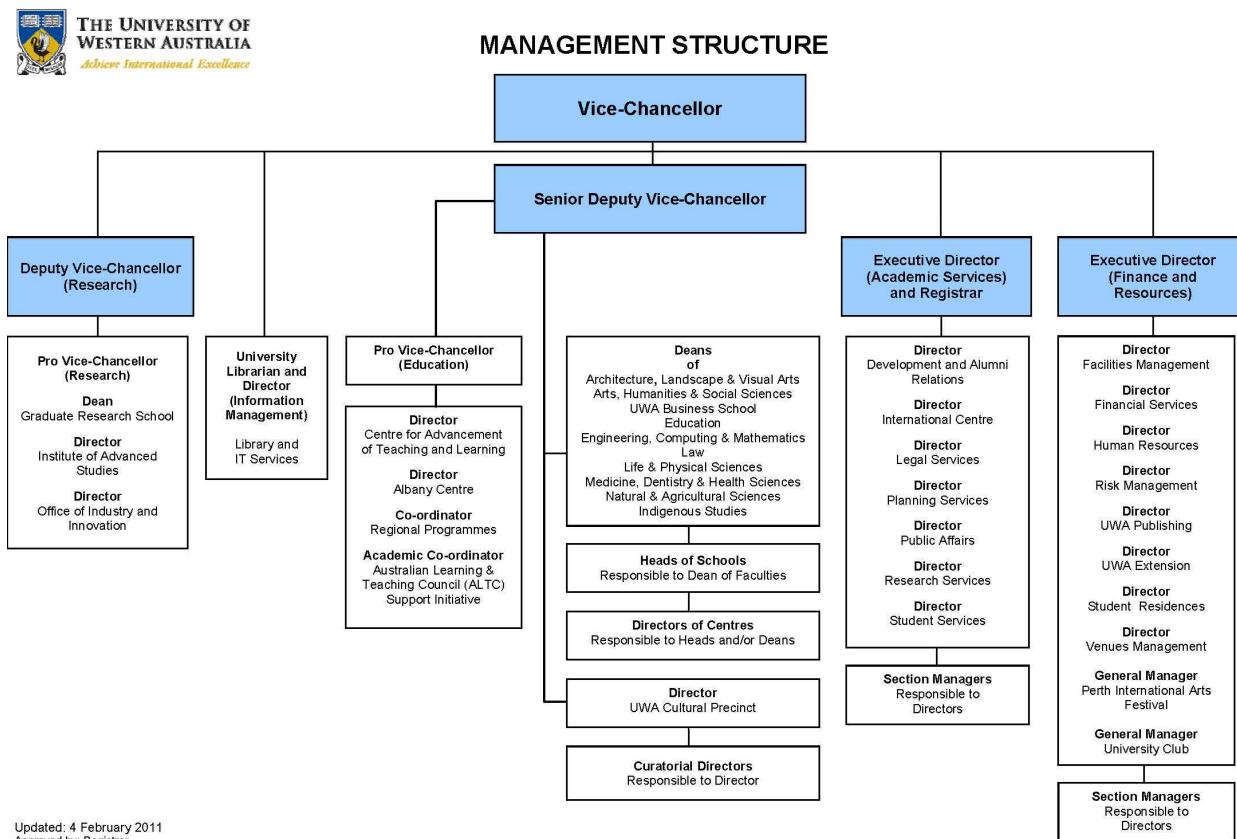 THE UNIVERSITY OF
WESTERN AUSTRALIA
Achieve International Excellence
MANAGEMENT STRUCTURE
Vice-Chancellor
Senior Deputy Vice-Chancellor
Deputy Vice-Chancellor
(Research)
Executive Director
(Academic Services)
and Registrar
Executive Director
(Finance and
Resources)
Pro Vice-Chancellor
(Research)
Dean
Graduate Research School
Director
Institute of Advanced
Studies
Director
Office of Industry and
Innovation
University
Librarian and
Director
(Information
Management)
Library and
IT Services
Pro Vice-Chancellor
(Education)
Director
Centre for Advancement
of Teaching and Learning
Director
Albany Centre
Co-ordinator
Regional Programmes
Academic Co-ordinator
Australian Learning &
Teaching Council (ALTC)
Support Initiative
Deans
of
Architecture, Landscape & Visual Arts
Arts, Humanities & Social Sciences
UWA Business School
Education
Engineering, Computing & Mathematics
Law
Life & Physical Sciences
Medicine, Dentistry & Health Sciences
Natural & Agricultural Sciences
Indigenous Studies
Heads of Schools
Responsible to Dean of Faculties
Directors of Centres
Responsible to Heads and/or Deans
Director
UWA Cultural Precinct
Curatorial Directors
Responsible to Director
Director
Development and Alumni
Relations
Director
International Centre
Director
Legal Services
Director
Planning Services
Director
Public Affairs
Director
Research Services
Director
Student Services
Section Managers
Responsible to
Directors
Director
Facilities Management
Director
Financial Services
Director
Human Resources
Director
Risk Management
Director
UWA Publishing
Director
UWA Extension
Director
Student Residences
Director
Venues Management
General Manager
Perth International Arts
Festival
General Manager
University Club
Section Managers
Responsible to
Directors
Updated: 4 February 2011
Approved by: Registrar